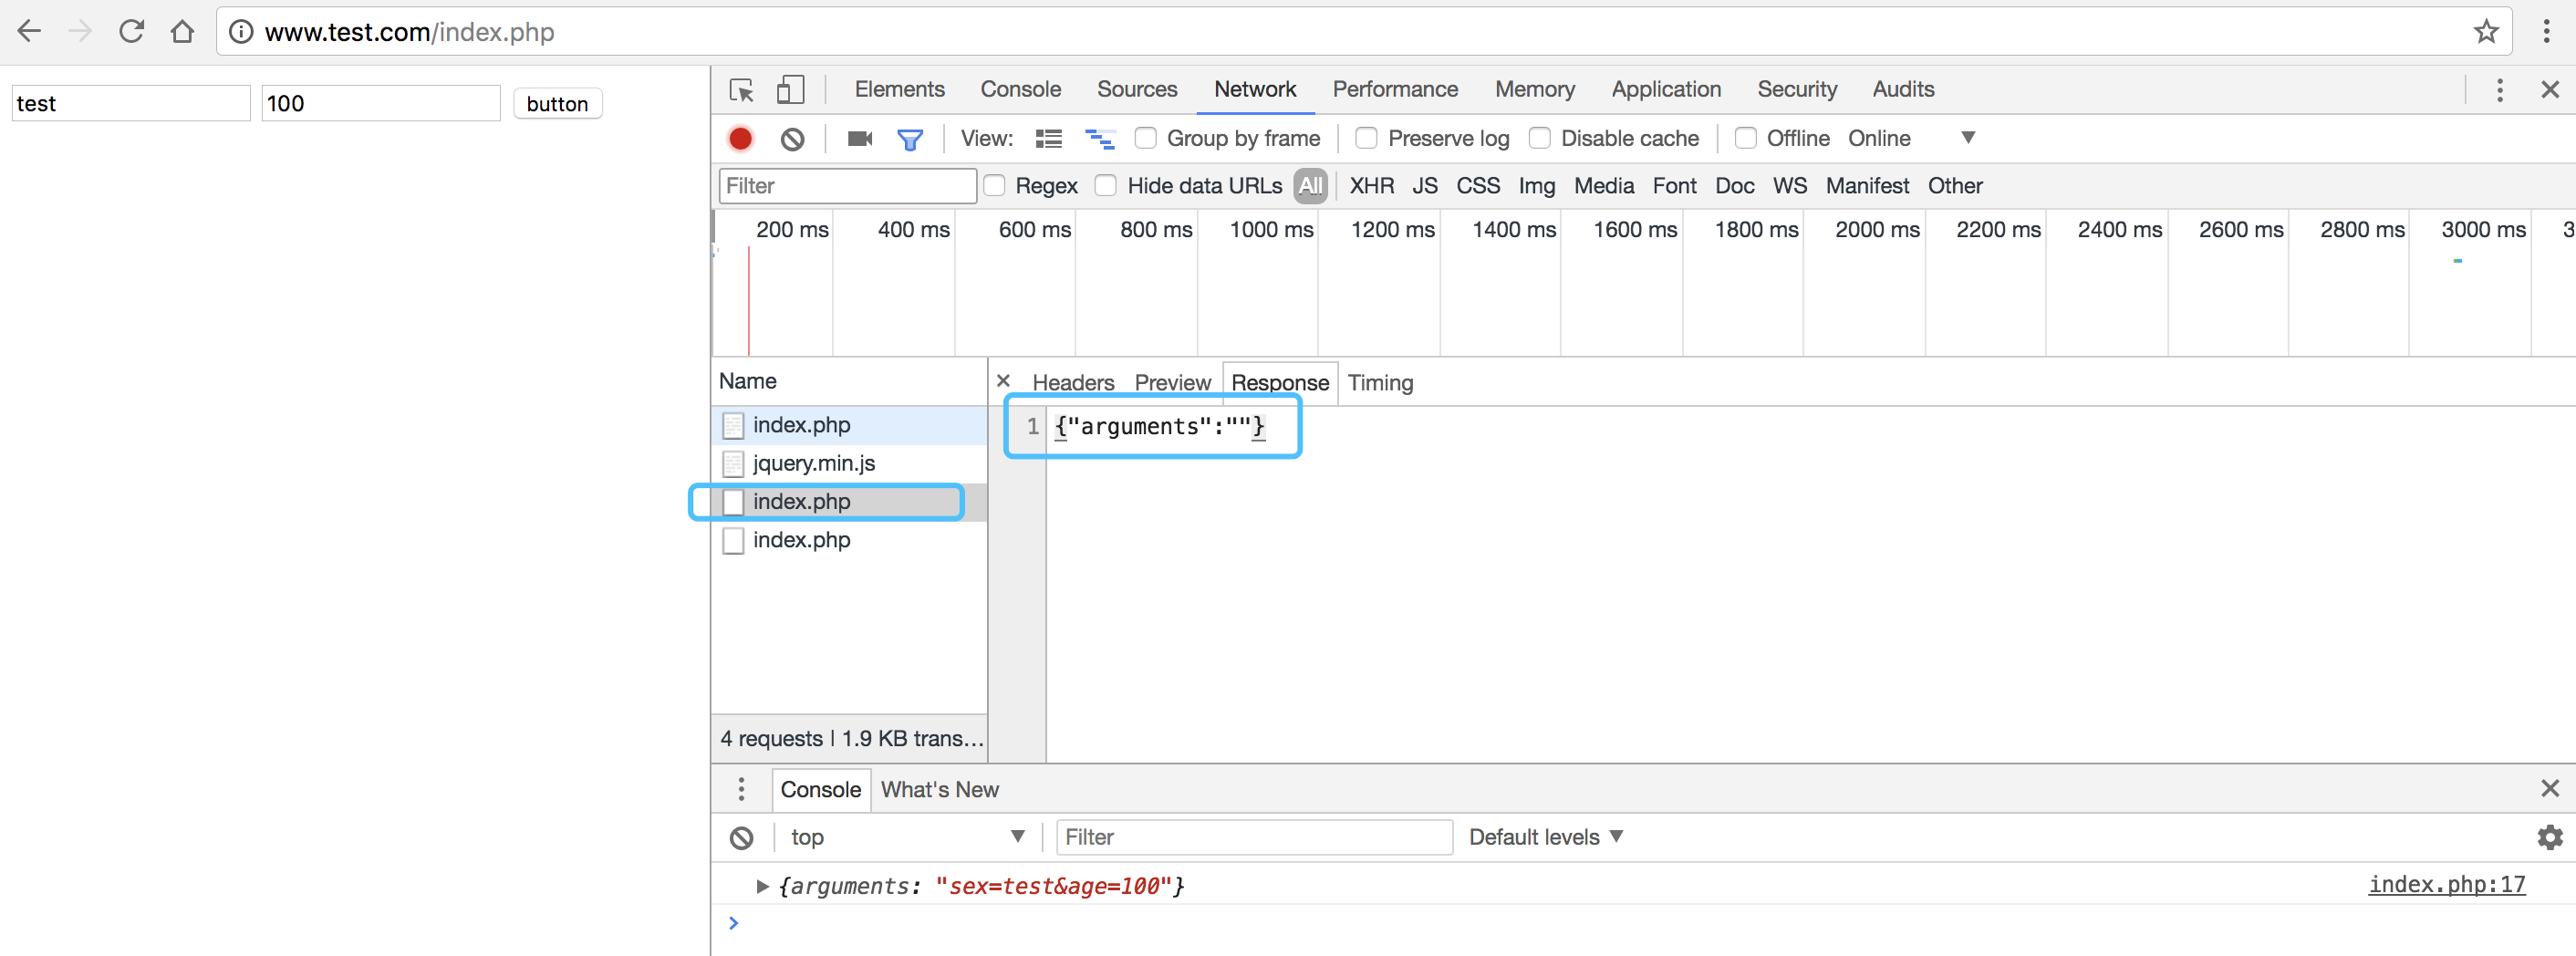 www.test.com/index.php
test 100 button
Elements Console Sources Network Performance Memory Application Security Audits
View: Group by frame Preserve log Disable cache Offline Online
Filter Regex Hide data URLs All XHR JS CSS Img Media Font Doc WS Manifest Other
200 ms 400 ms 600 ms 800 ms 1000 ms 1200 ms 1400 ms 1600 ms 1800 ms 2000 ms 2200 ms 2400 ms 2600 ms 2800 ms 3000 ms 3
Name
Headers Preview Response Timing
index.php
1 {"arguments":""}
jquery.min.js
index.php
index.php
4 requests | 1.9 KB trans...
Console What's New
top Filter Default levels
{arguments: "sex=test&age=100"} index.php:17